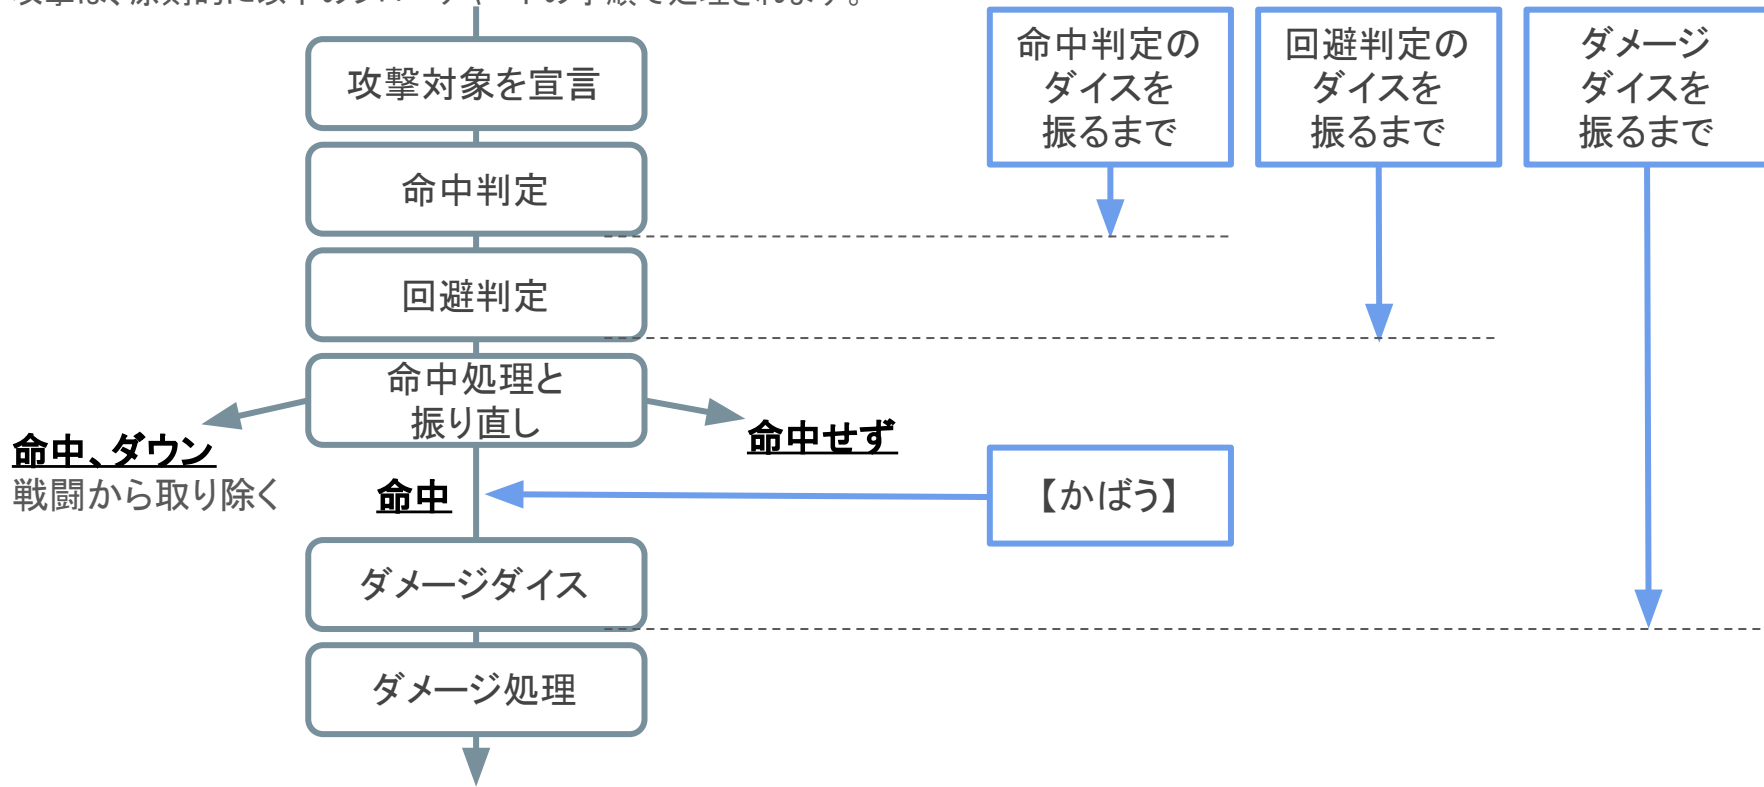 攻撃対象を宣言
命中判定
回避判定
命中処理と
振り直し
命中、ダウン
戦闘から取り除く
命中せず
命中
ダメージダイス
ダメージ処理
命中判定の
ダイスを
振るまで
回避判定の
ダイスを
振るまで
ダメージ
ダイスを
振るまで
【かばう】